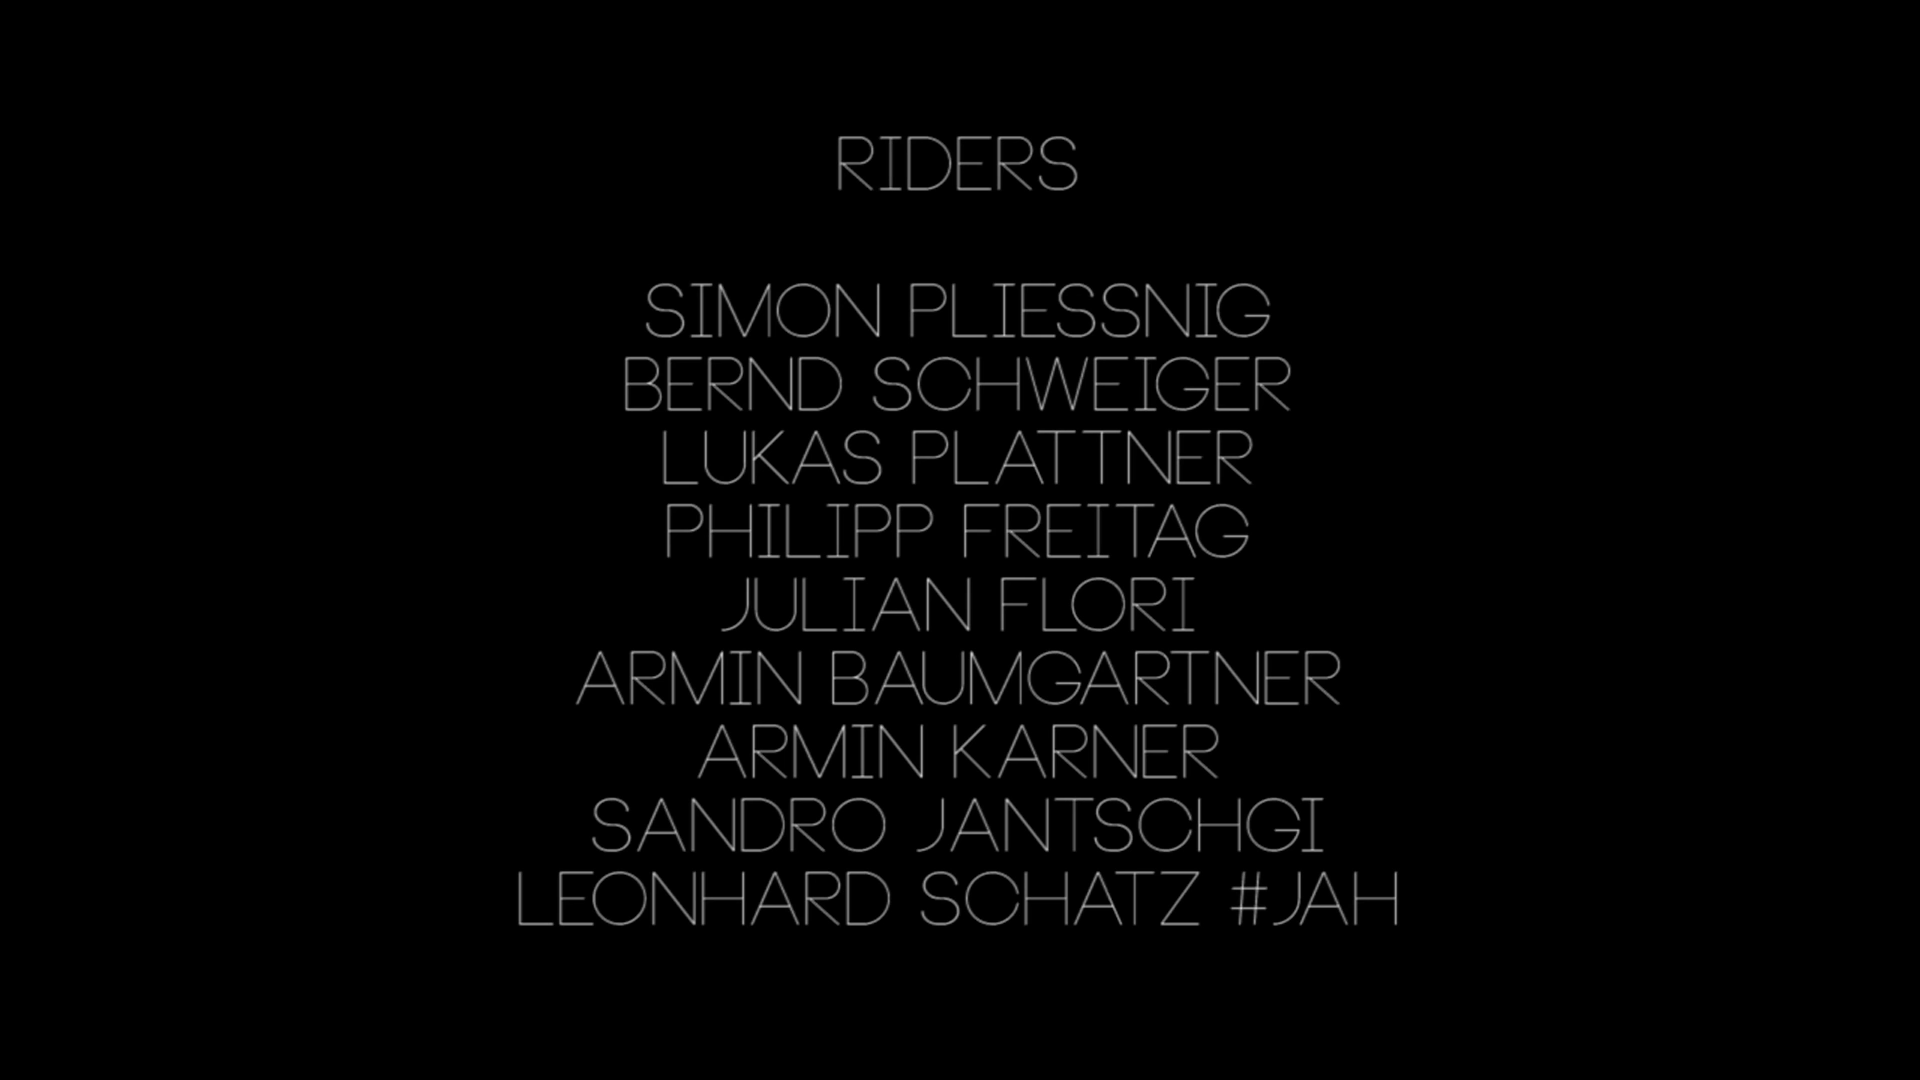 RIDERS
SIMON PLIESSNIG
BERND SCHWEIGER
LUKAS PLATTNER
PHILIPP FREITAG
JULIAN FLORI
ARMIN BAUMGARTNER
ARMIN KARNER
SANDRO JANTSCHGI
LEONHARD SCHATZ #JAH